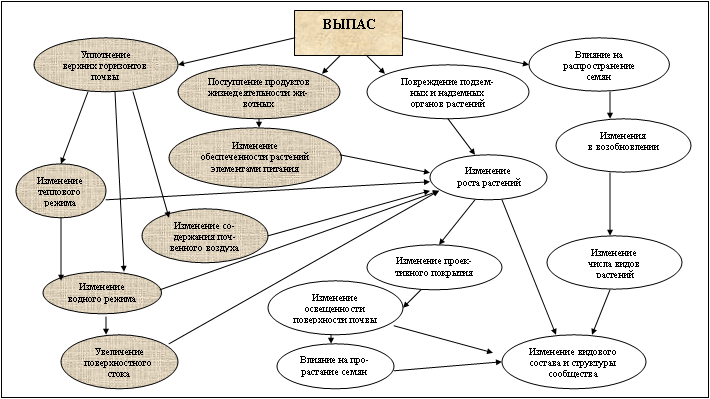 ВЫПАС
Уплотнение
верхних горизонтов
почвы
Поступление продуктов
жизнедеятельности жи-
вотных
Повреждение подзем-
ных и надземных
органов растений
Влияние на
распространение
семян
Изменение
обеспеченности растений
элементами питания
Изменения
в возобновлении
Изменение
теплового
режима
Изменение
роста растений
Изменение со-
держания поч-
венного воздуха
Изменение проек-
тивного покрытия
Изменение
числа видов
растений
Изменение
водного режима
Изменение
освещенности
поверхности почвы
Увеличение
поверхностного
стока
Влияние на про-
растание семян
Изменение видового
состава и структуры
сообщества